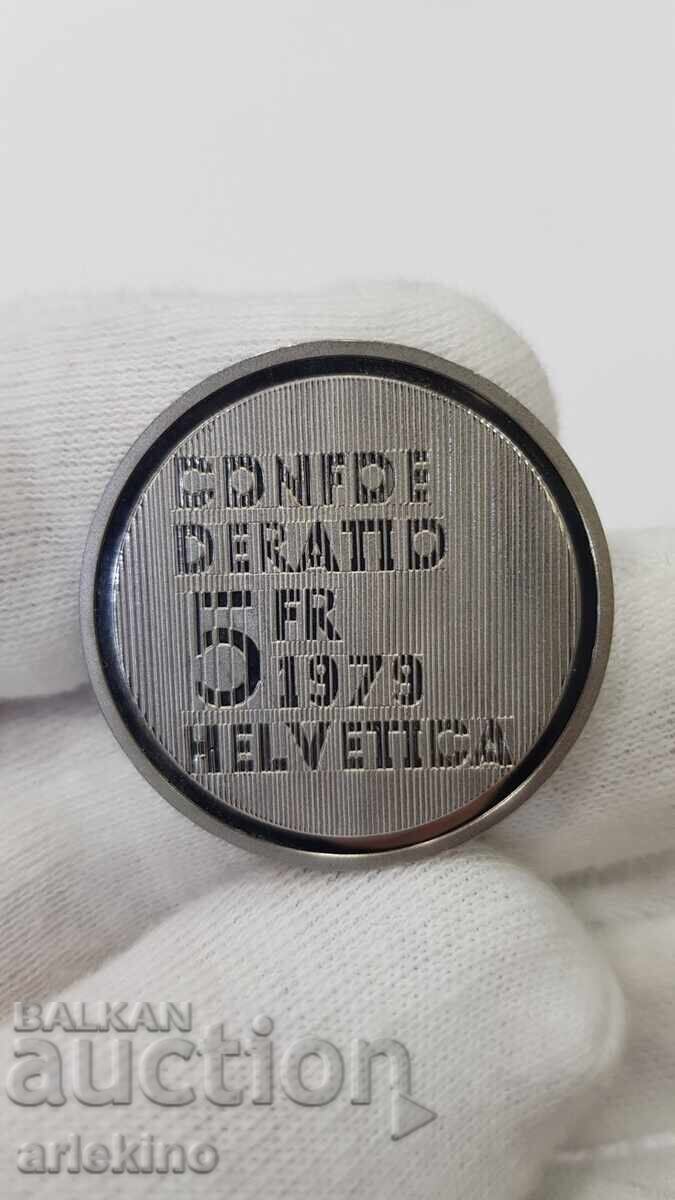 CONFOE
DERATIO
5 FR
1979
HELVETICA
BALKAN
auction
arlekino